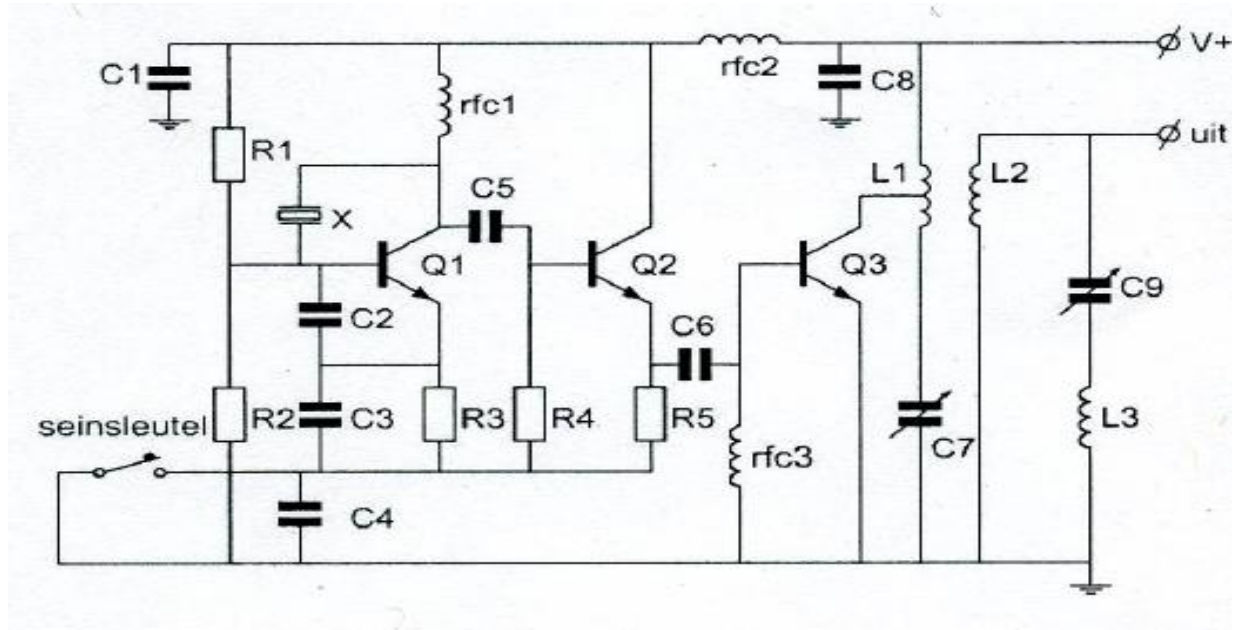 V+
C1
rfc1
rfc2
C8
uit
R1
L1
L2
C5
X
Q1
Q2
Q3
C9
C2
C6
seinsleutel
R2
C3
R3
R4
R5
L3
C7
rfc3
C4